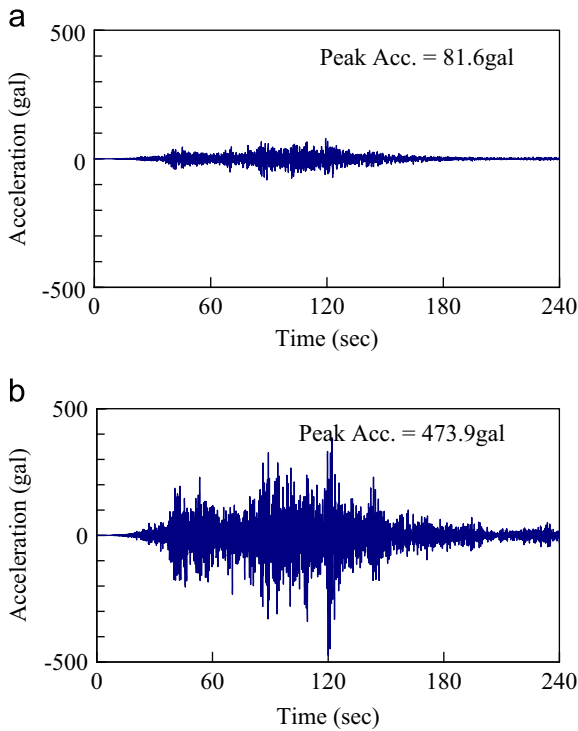 a
500
Peak Acc. = 81.6gal
Acceleration (gal)
0
-500
0 60 120 180 240
Time (sec)
b
500
Peak Acc. = 473.9gal
Acceleration (gal)
0
-500
0 60 120 180 240
Time (sec)